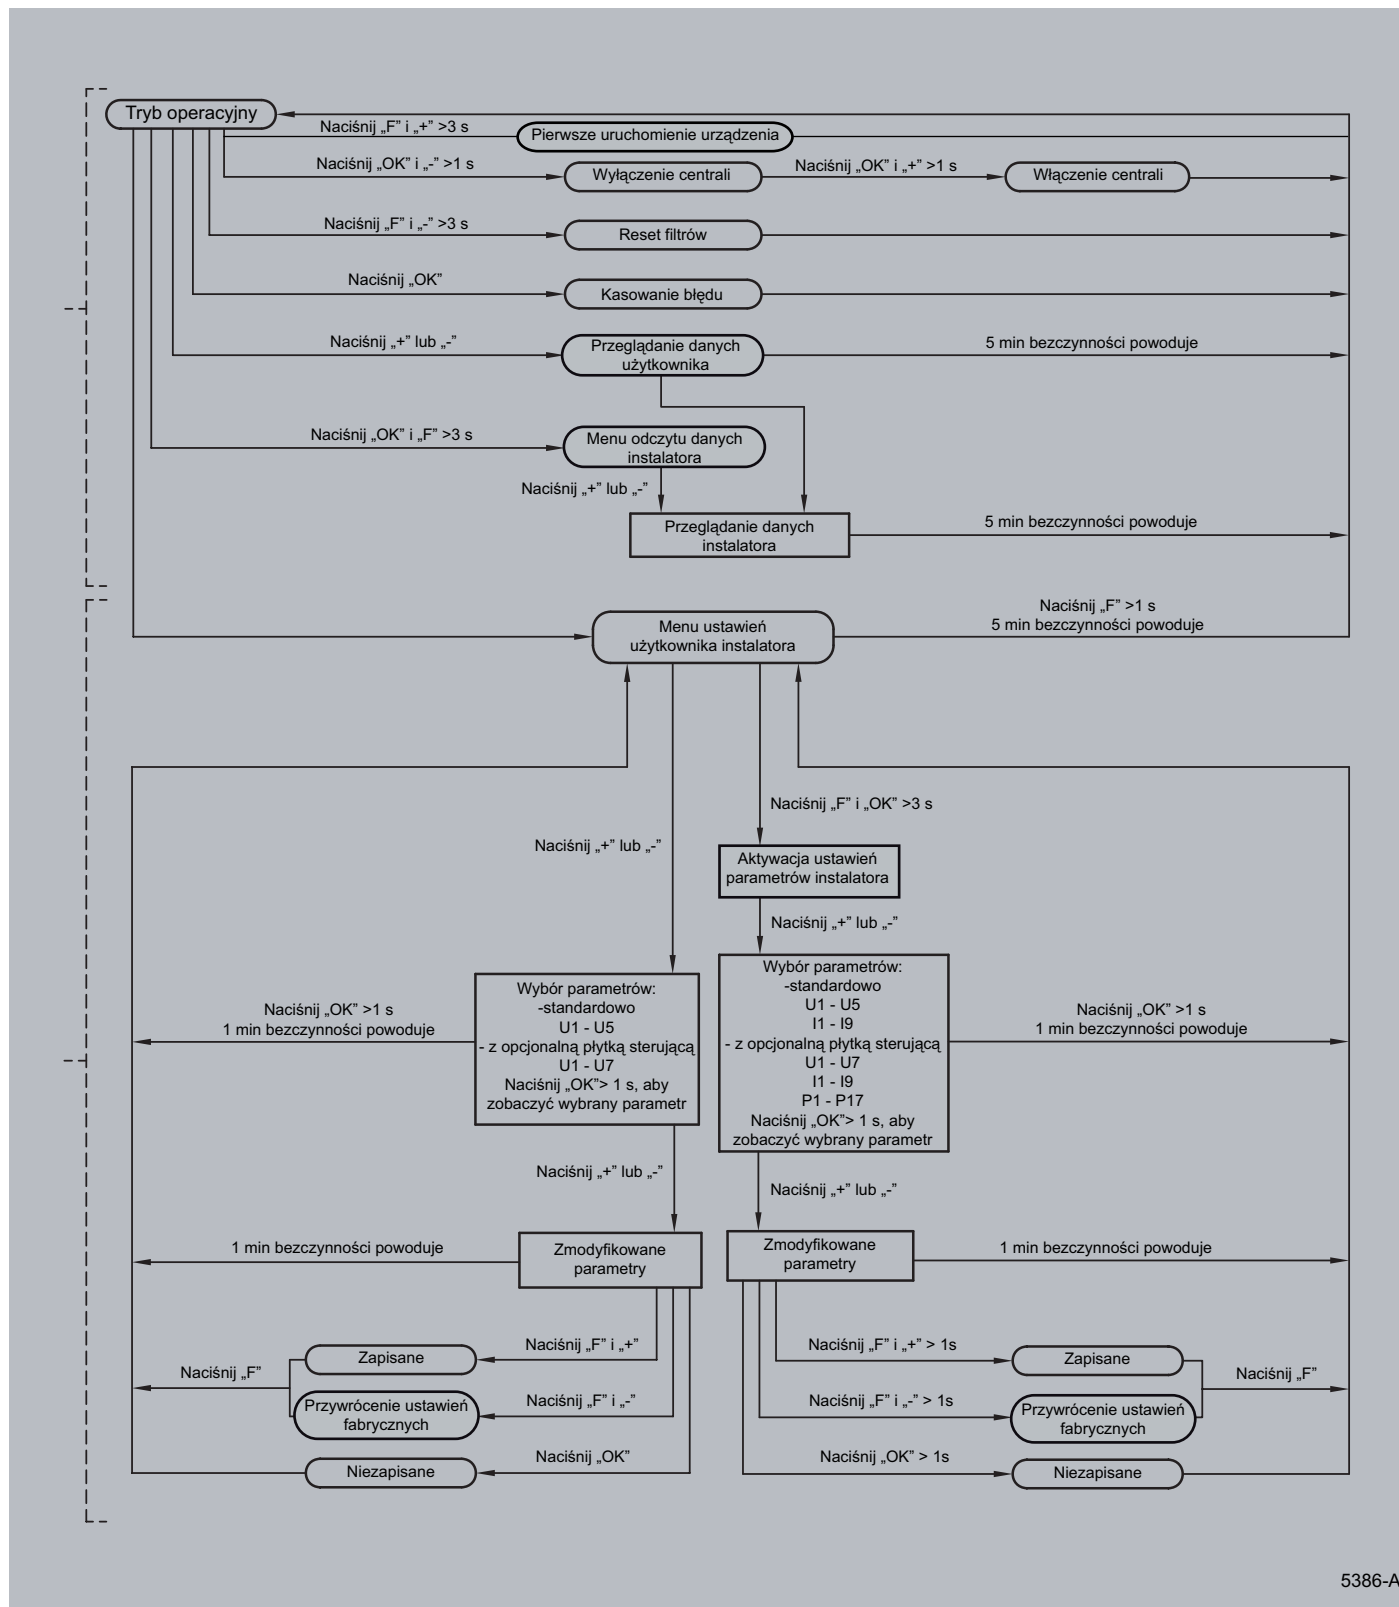 Tryb operacyjny
Naciśnij „F” i „+” >3 s
Pierwsze uruchomienie urządzenia
Naciśnij „OK” i „-” >1 s
Wyłączenie centrali
Naciśnij „OK” i „+” >1 s
Włączenie centrali
Naciśnij „F” i „-” >3 s
Reset filtrów
Naciśnij „OK”
Kasowanie błędu
Naciśnij „+” lub „-”
Przeglądanie danych
użytkownika
5 min bezczynności powoduje
Naciśnij „OK” i „F” >3 s
Menu odczytu danych
instalatora
Naciśnij „+” lub „-”
Przeglądanie danych
instalatora
5 min bezczynności powoduje
Menu ustawień
użytkownika instalatora
Naciśnij „F” >1 s
5 min bezczynności powoduje
Naciśnij „F” i „OK” >3 s
Naciśnij „+” lub „-”
Aktywacja ustawień
parametrów instalatora
Naciśnij „+” lub „-”
Naciśnij „OK” >1 s
1 min bezczynności powoduje
Wybór parametrów:
-standardowo
U1 - U5
- z opcjonalną płytką sterującą
U1 - U7
Naciśnij „OK”> 1 s, aby
zobaczyć wybrany parametr
Wybór parametrów:
-standardowo
U1 - U5
I1 - I9
- z opcjonalną płytką sterującą
U1 - U7
I1 - I9
P1 - P17
Naciśnij „OK”> 1 s, aby
zobaczyć wybrany parametr
Naciśnij „OK” >1 s
1 min bezczynności powoduje
Naciśnij „+” lub „-”
Naciśnij „+” lub „-”
1 min bezczynności powoduje
Zmodyfikowane
parametry
Zmodyfikowane
parametry
1 min bezczynności powoduje
Naciśnij „F”
Zapisane
Naciśnij „F” i „+”
Przywrócenie ustawień
fabrycznych
Naciśnij „F” i „-”
Niezapisane
Naciśnij „OK”
Naciśnij „F” i „+” > 1s
Zapisane
Naciśnij „F”
Naciśnij „F” i „-” > 1s
Przywrócenie ustawień
fabrycznych
Naciśnij „OK” > 1s
Niezapisane
5386-A